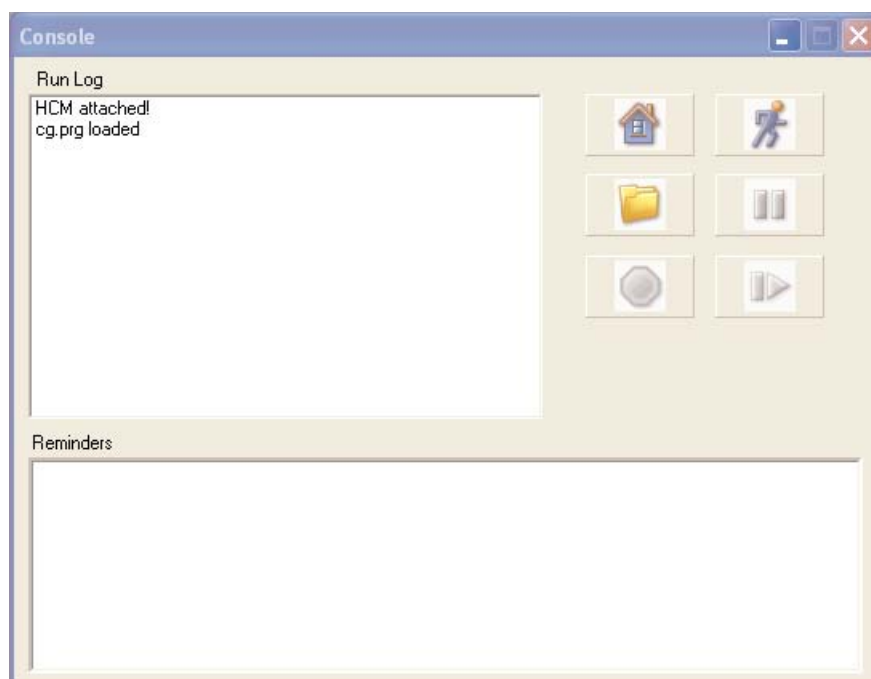 Console
Run Log
HCM attached!
cg.prg loaded
Reminders